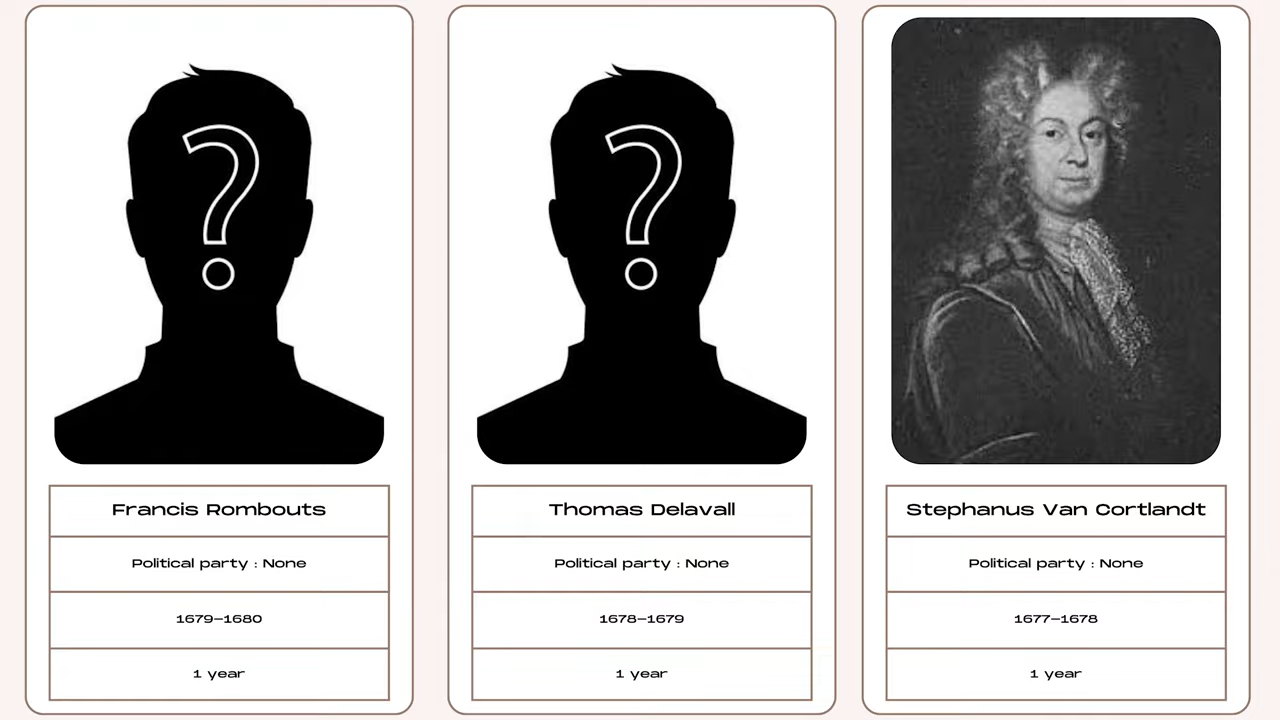 ?
Francis Rombouts
Political party : None
1679–1680
1 year
?
Thomas Delavall
Political party : None
1678–1679
1 year
Stephanus Van Cortlandt
Political party : None
1677–1678
1 year